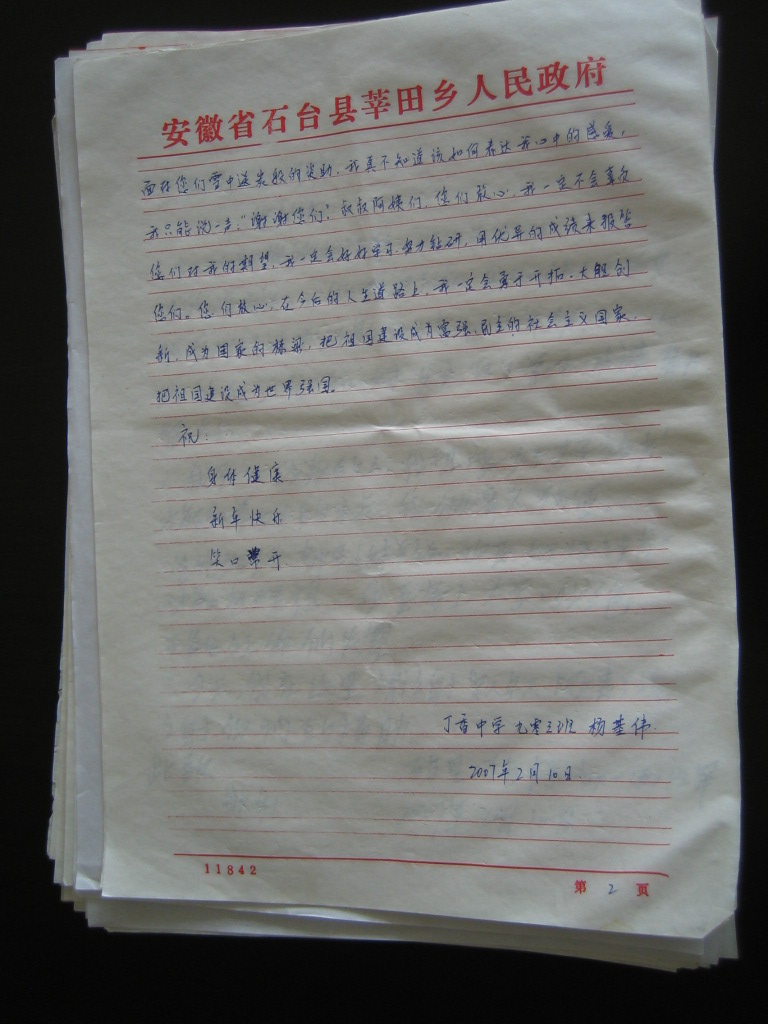 安徽省石台县莘田乡人民政府
面对您们雪中送炭般的资助，我真不知道该如何表达我心中的感受，
我只能说一声："谢谢您们"。叔叔阿姨们，您们放心，我一定不会辜负
您们对我的期望，我一定会好好学习，努力钻研，用优异的成绩来报答
您们。您们放心，在今后的人生道路上，我一定会勇于开拓，大胆创
新，成为国家的栋梁，把祖国建设成为富强、民主的社会主义国家，
把祖国建设成为世界强国。
祝：
身体健康
新年快乐
笑口常开
丁香中学 九零三班 杨基伟
2007年2月10日
11842
第 2 页